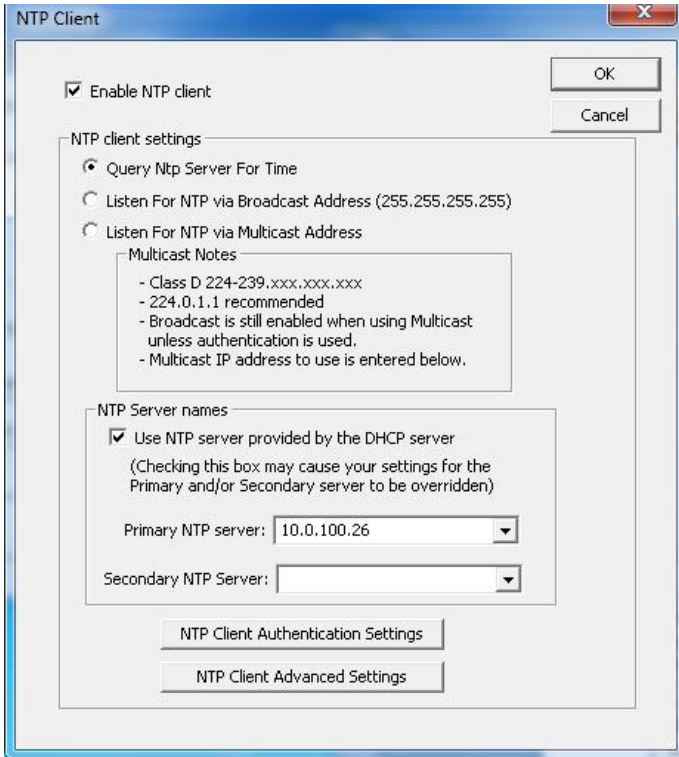 NTP Client
Enable NTP client
OK
Cancel
NTP client settings
Query Ntp Server For Time
Listen For NTP via Broadcast Address (255.255.255.255)
Listen For NTP via Multicast Address
Multicast Notes
- Class D 224-239.xxx.xxx.xxx
- 224.0.1.1 recommended
- Broadcast is still enabled when using Multicast
unless authentication is used.
- Multicast IP address to use is entered below.
NTP Server names
Use NTP server provided by the DHCP server
(Checking this box may cause your settings for the
Primary and/or Secondary server to be overridden)
Primary NTP server: 10.0.100.26
Secondary NTP Server:
NTP Client Authentication Settings
NTP Client Advanced Settings